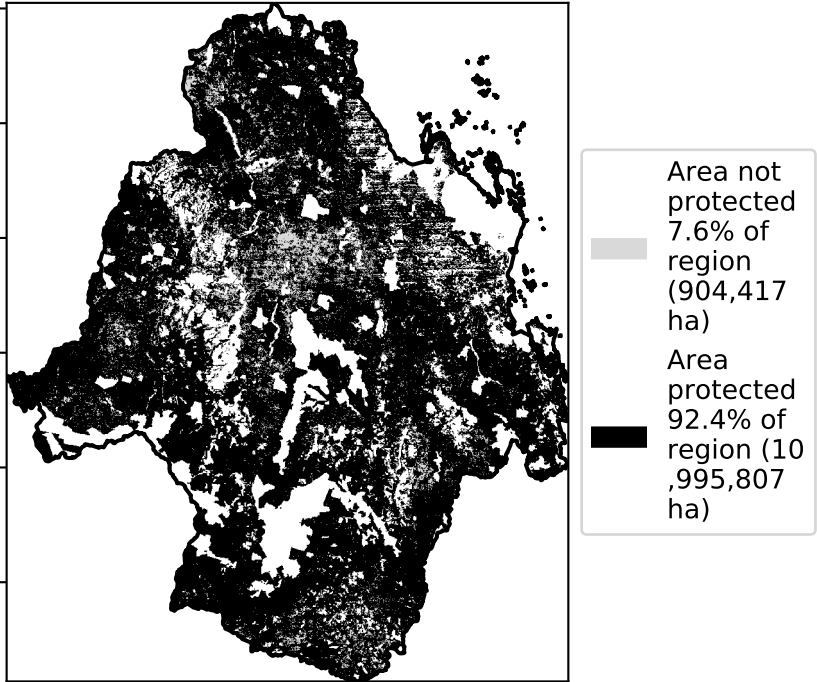 Area not
protected
7.6% of
region
(904,417
ha)
Area
protected
92.4% of
region (10
,995,807
ha)